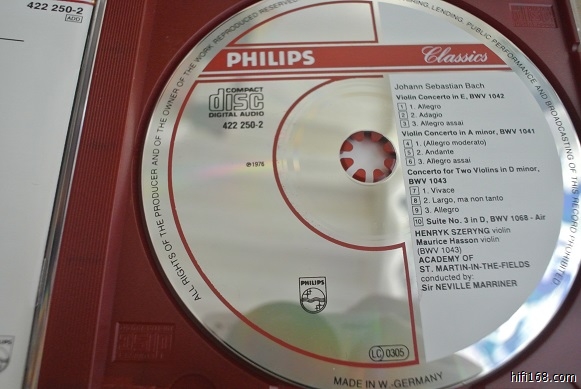 422 250-2
ADD
ALL RIGHTS OF THE PRODUCER AND OF THE OWNER OF THE WORK REPRODUCED RESERVED
LENDING, PUBLIC PERFORMANCE AND BROADCASTING OF THIS RECORD PROHIBITED
PHILIPS Classics
COMPACT
disc
DIGITAL AUDIO
422 250-2
℗1976
Johann Sebastian Bach
Violin Concerto in E, BWV 1042
1 1. Allegro
2 2. Adagio
3 3. Allegro assai
Violin Concerto in A minor, BWV 1041
4 1. (Allegro moderato)
5 2. Andante
6 3. Allegro assai
Concerto for Two Violins in D minor,
BWV 1043
7 1. Vivace
8 2. Largo, ma non tanto
9 3. Allegro
10 Suite No. 3 in D, BWV 1068 - Air
HENRYK SZERYNG violin
Maurice Hasson violin
(BWV 1043)
ACADEMY OF
ST. MARTIN-IN-THE-FIELDS
conducted by:
Sir NEVILLE MARRINER
PHILIPS
LC 0305
MADE IN W.-GERMANY
hifi168.com